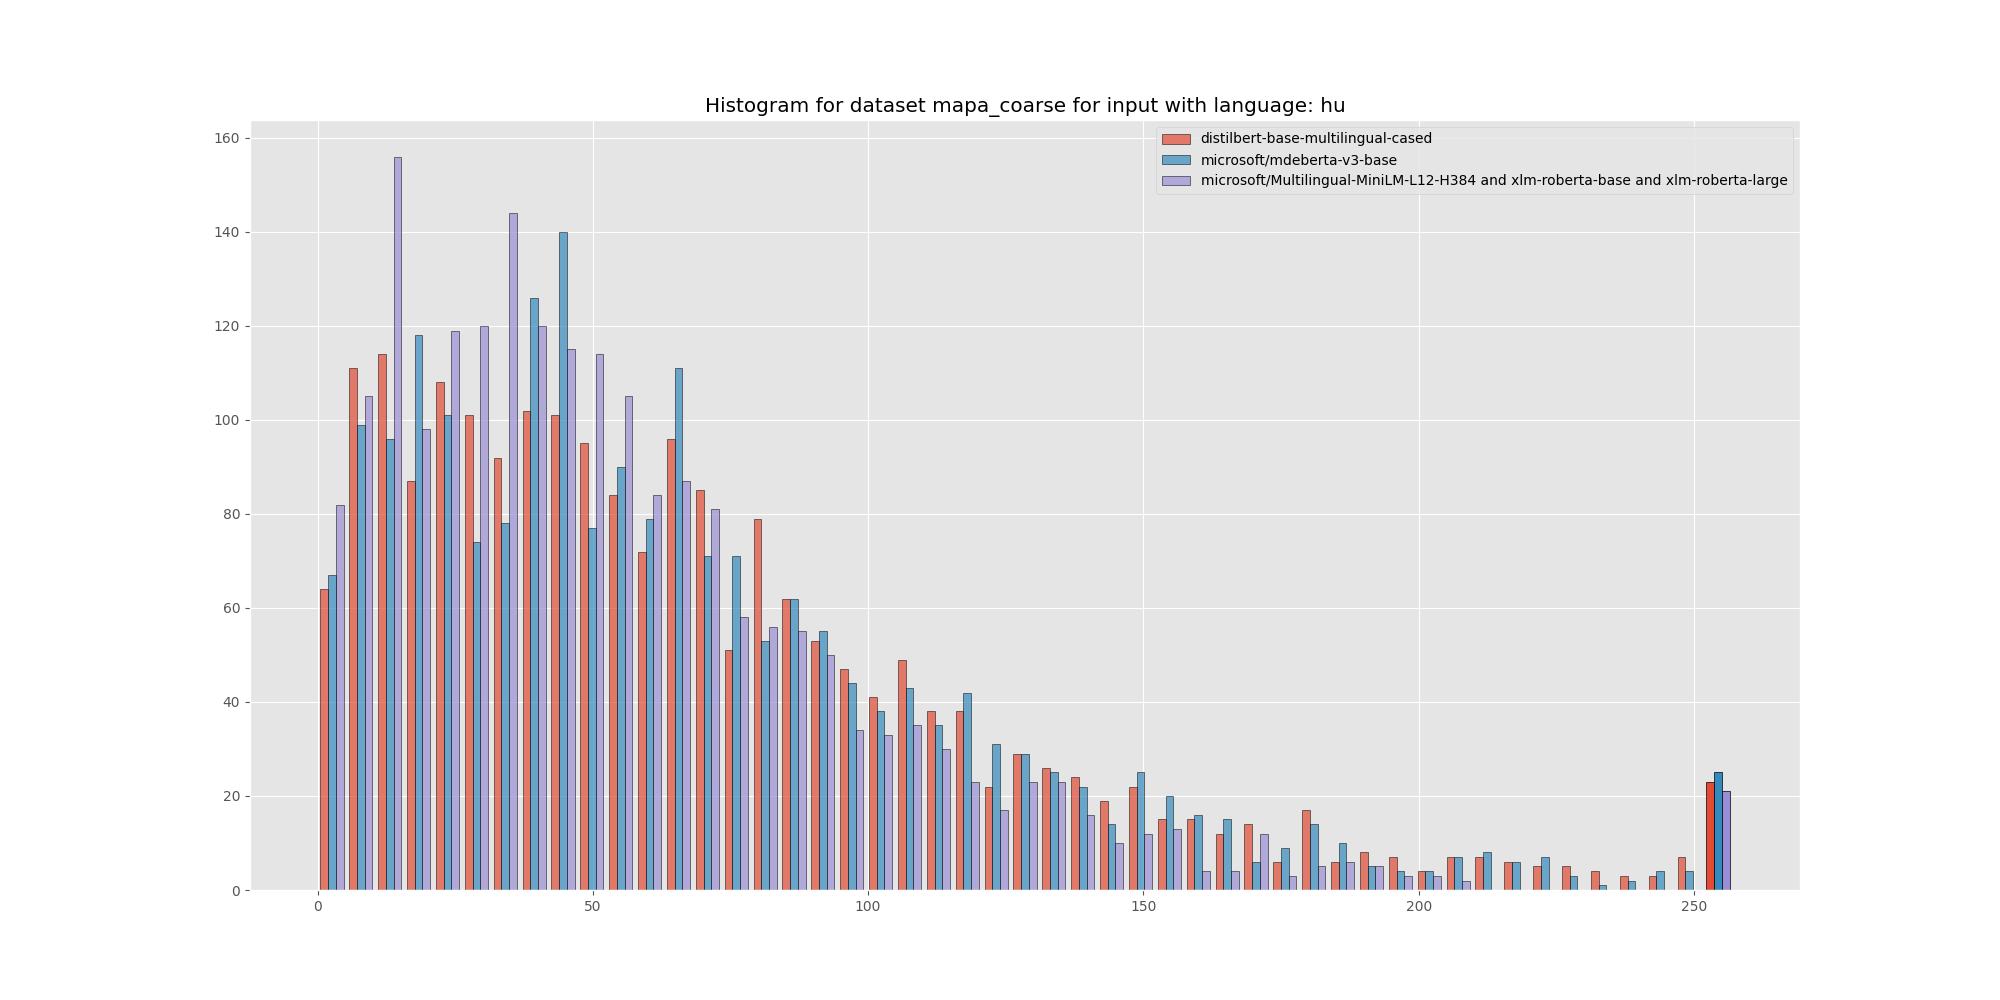 Histogram for dataset mapa_coarse for input with language: hu
distilbert-base-multilingual-cased
microsoft/mdeberta-v3-base
microsoft/Multilingual-MiniLM-L12-H384 and xlm-roberta-base and xlm-roberta-large
160
140
120
100
80
60
40
20
0
0 50 100 150 200 250